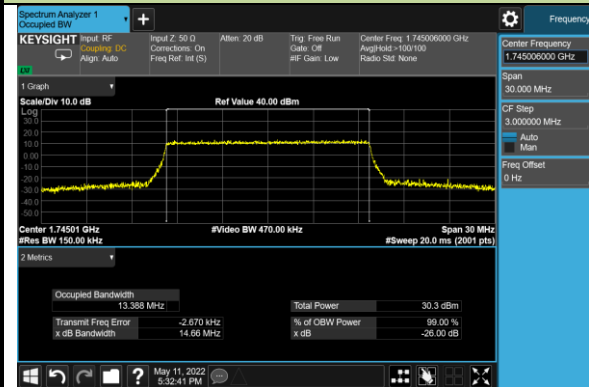 Spectrum Analyzer 1
Occupied BW
+
Frequency
KEYSIGHT
Input: RF
Coupling: DC
Align: Auto
Input Z: 50 Ω
Corrections: On
Freq Ref: Int (S)
Atten: 20 dB
Trig: Free Run
Gate: Off
#IF Gain: Low
Center Freq: 1.745006000 GHz
Avg|Hold:>100/100
Radio Std: None
1 Graph
Scale/Div 10.0 dB
Ref Value 40.00 dBm
Log
30.0
20.0
10.0
0.00
-10.0
-20.0
-30.0
-40.0
-50.0
Center 1.74501 GHz
#Video BW 470.00 kHz
Span 30 MHz
#Res BW 150.00 kHz
#Sweep 20.0 ms (2001 pts)
2 Metrics
Occupied Bandwidth
13.388 MHz
Total Power
30.3 dBm
Transmit Freq Error
-2.670 kHz
% of OBW Power
99.00 %
x dB Bandwidth
14.66 MHz
x dB
-26.00 dB
Center Frequency
1.745006000 GHz
Span
30.000 MHz
CF Step
3.000000 MHz
Auto
Man
Freq Offset
0 Hz
?
May 11, 2022
5:32:41 PM